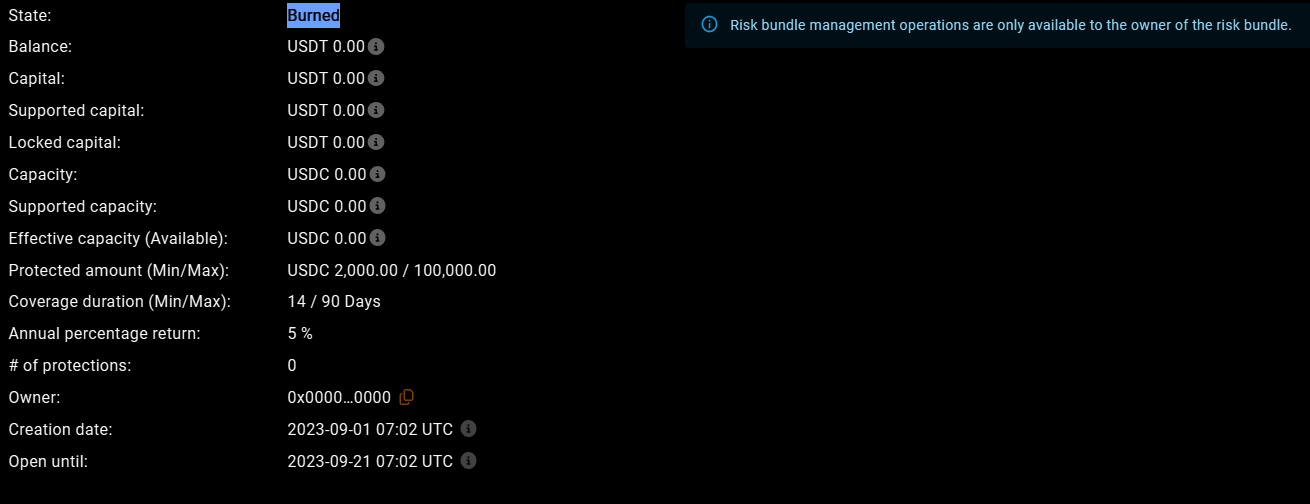 State: Burned
Risk bundle management operations are only available to the owner of the risk bundle.
Balance: USDT 0.00
Capital: USDT 0.00
Supported capital: USDT 0.00
Locked capital: USDT 0.00
Capacity: USDC 0.00
Supported capacity: USDC 0.00
Effective capacity (Available): USDC 0.00
Protected amount (Min/Max): USDC 2,000.00 / 100,000.00
Coverage duration (Min/Max): 14 / 90 Days
Annual percentage return: 5 %
# of protections: 0
Owner: 0x0000…0000
Creation date: 2023-09-01 07:02 UTC
Open until: 2023-09-21 07:02 UTC